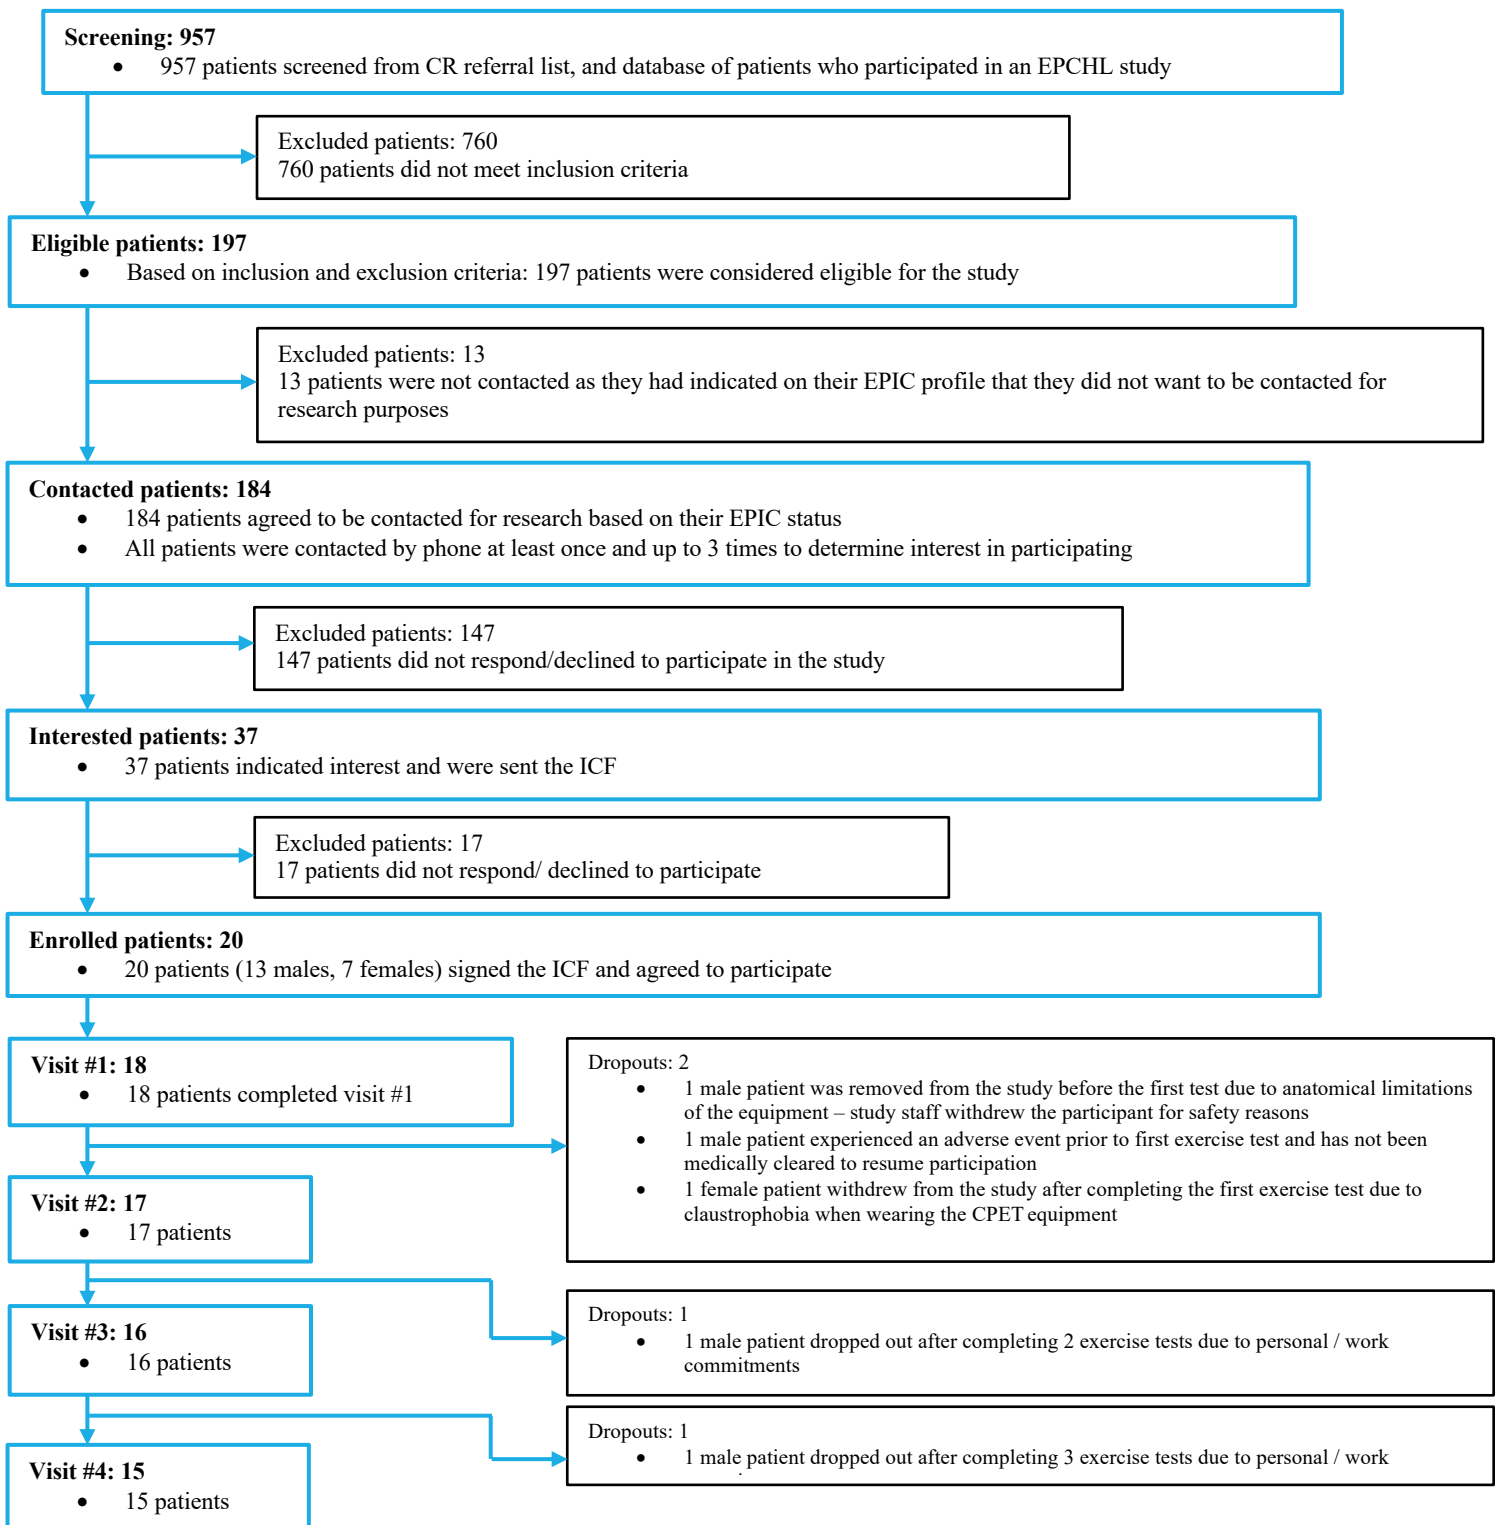 Screening: 957
• 957 patients screened from CR referral list, and database of patients who participated in an EPCHL study
Excluded patients: 760
760 patients did not meet inclusion criteria
Eligible patients: 197
• Based on inclusion and exclusion criteria: 197 patients were considered eligible for the study
Excluded patients: 13
13 patients were not contacted as they had indicated on their EPIC profile that they did not want to be contacted for
research purposes
Contacted patients: 184
• 184 patients agreed to be contacted for research based on their EPIC status
• All patients were contacted by phone at least once and up to 3 times to determine interest in participating
Excluded patients: 147
147 patients did not respond/declined to participate in the study
Interested patients: 37
• 37 patients indicated interest and were sent the ICF
Excluded patients: 17
17 patients did not respond/ declined to participate
Enrolled patients: 20
• 20 patients (13 males, 7 females) signed the ICF and agreed to participate
Visit #1: 18
• 18 patients completed visit #1
Dropouts: 2
• 1 male patient was removed from the study before the first test due to anatomical limitations
of the equipment – study staff withdrew the participant for safety reasons
• 1 male patient experienced an adverse event prior to first exercise test and has not been
medically cleared to resume participation
• 1 female patient withdrew from the study after completing the first exercise test due to
claustrophobia when wearing the CPET equipment
Visit #2: 17
• 17 patients
Dropouts: 1
• 1 male patient dropped out after completing 2 exercise tests due to personal / work
commitments
Visit #3: 16
• 16 patients
Dropouts: 1
• 1 male patient dropped out after completing 3 exercise tests due to personal / work
Visit #4: 15
• 15 patients